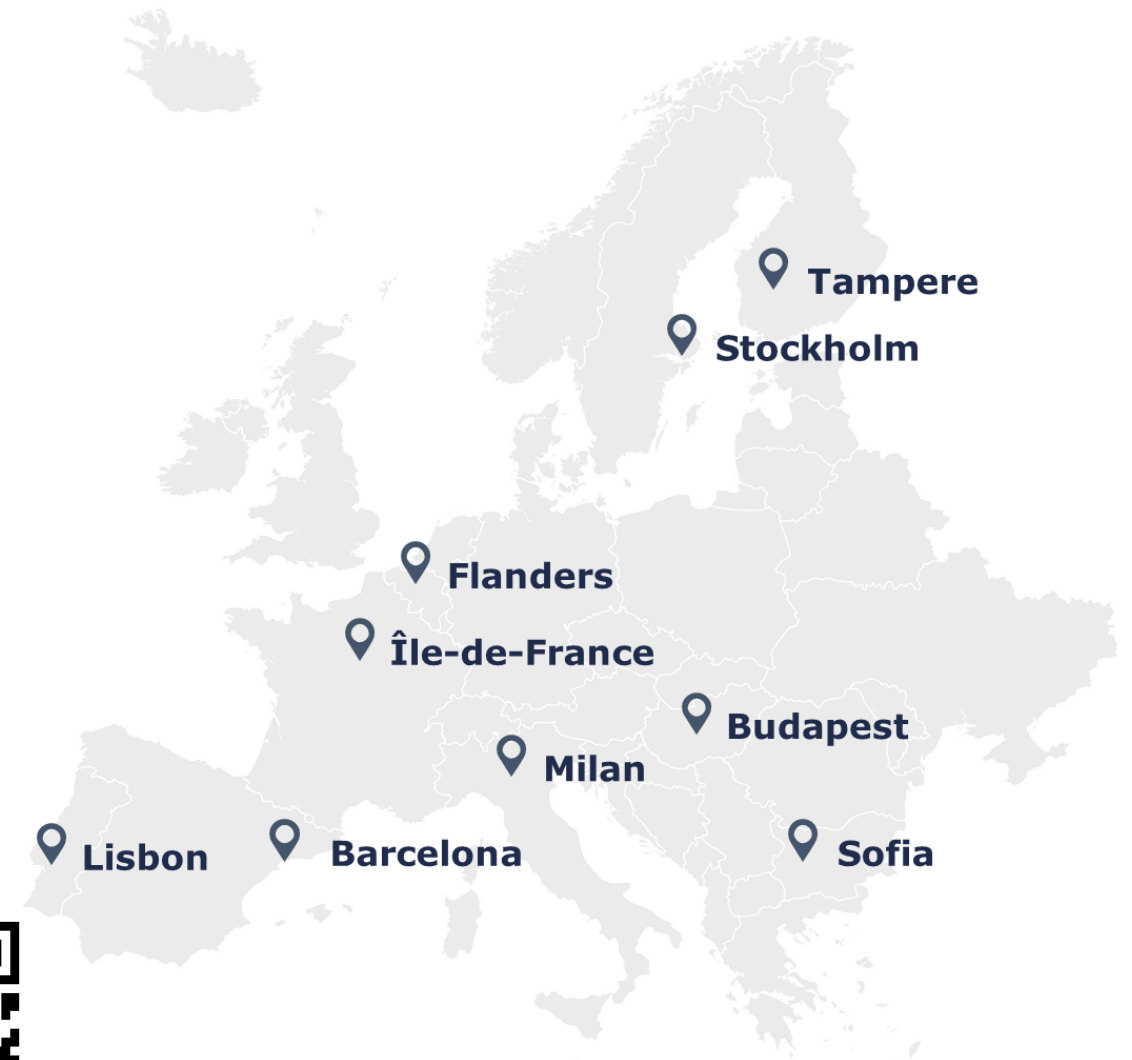 Tampere
Stockholm
Flanders
Île-de-France
Budapest
Milan
Lisbon
Barcelona
Sofia